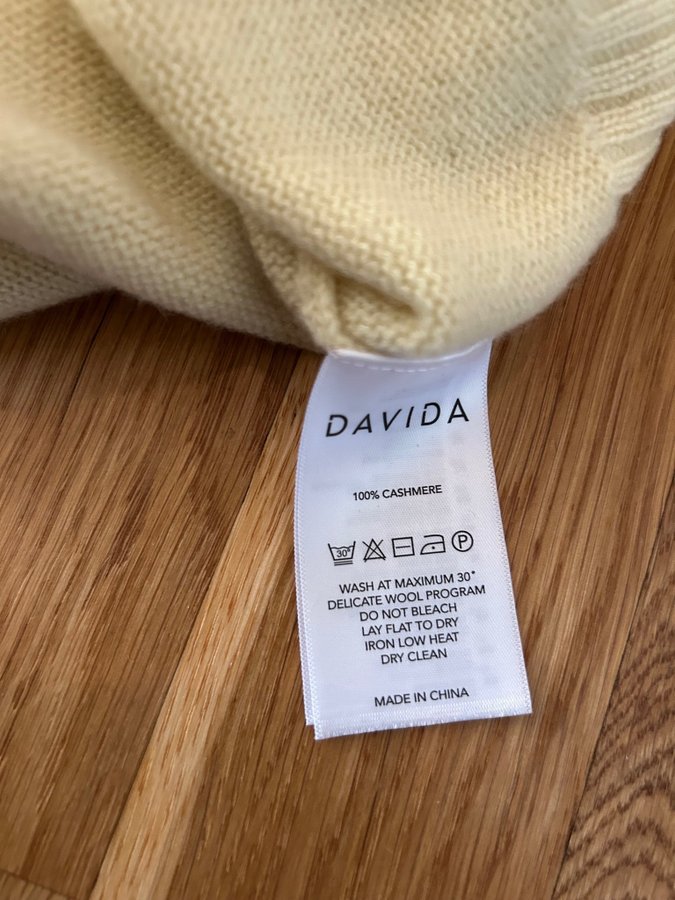 DAVIDA
100% CASHMERE
30°
P
WASH AT MAXIMUM 30°
DELICATE WOOL PROGRAM
DO NOT BLEACH
LAY FLAT TO DRY
IRON LOW HEAT
DRY CLEAN
MADE IN CHINA